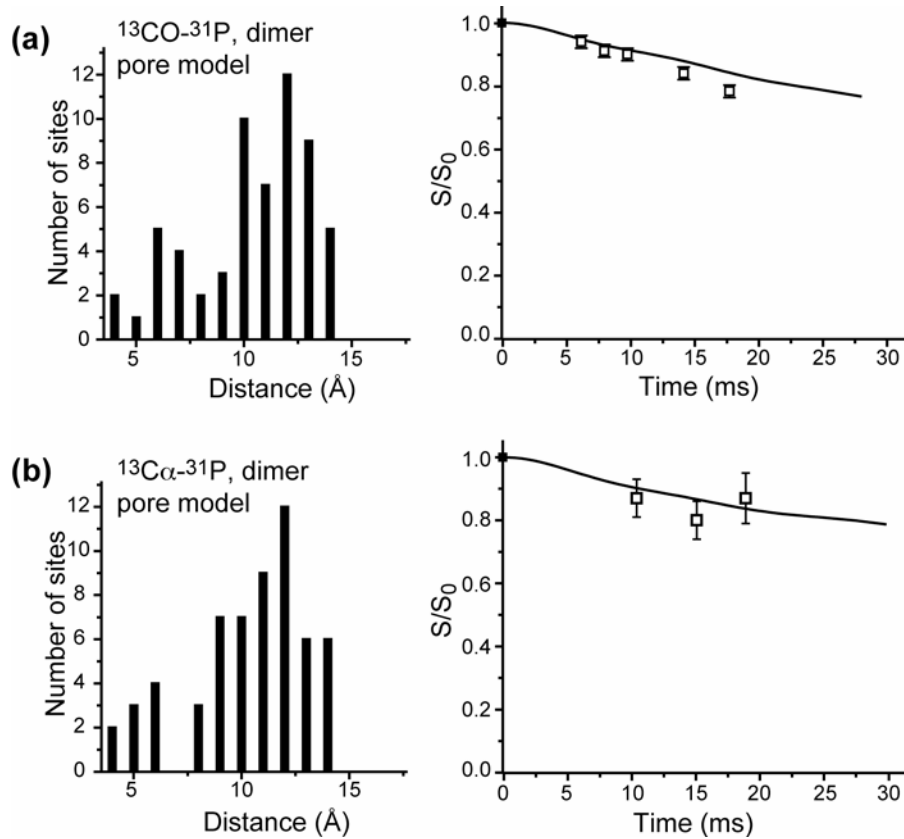 (a)
¹³CO-³¹P, dimer
pore model
Number of sites
12
10
8
6
4
2
0
5 10 15
Distance (Å)
S/S₀
1.0
0.8
0.6
0.4
0.2
0.0
0 5 10 15 20 25 30
Time (ms)
(b)
¹³Cα-³¹P, dimer
pore model
Number of sites
12
10
8
6
4
2
0
5 10 15
Distance (Å)
S/S₀
1.0
0.8
0.6
0.4
0.2
0.0
0 5 10 15 20 25 30
Time (ms)